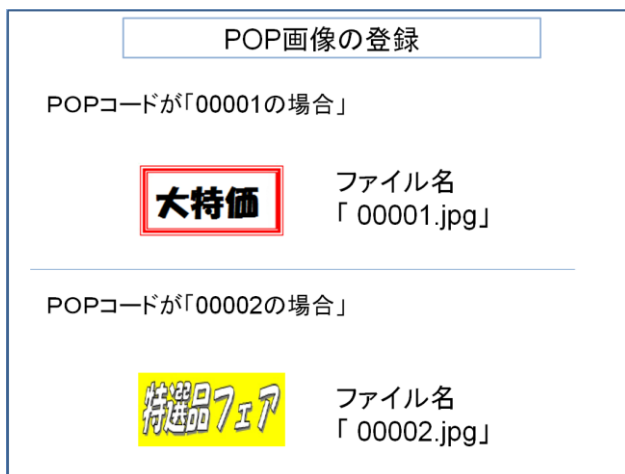 POP画像の登録
POPコードが「00001の場合」
大特価
ファイル名
「 00001.jpg」
POPコードが「00002の場合」
特選品フェア
ファイル名
「 00002.jpg」